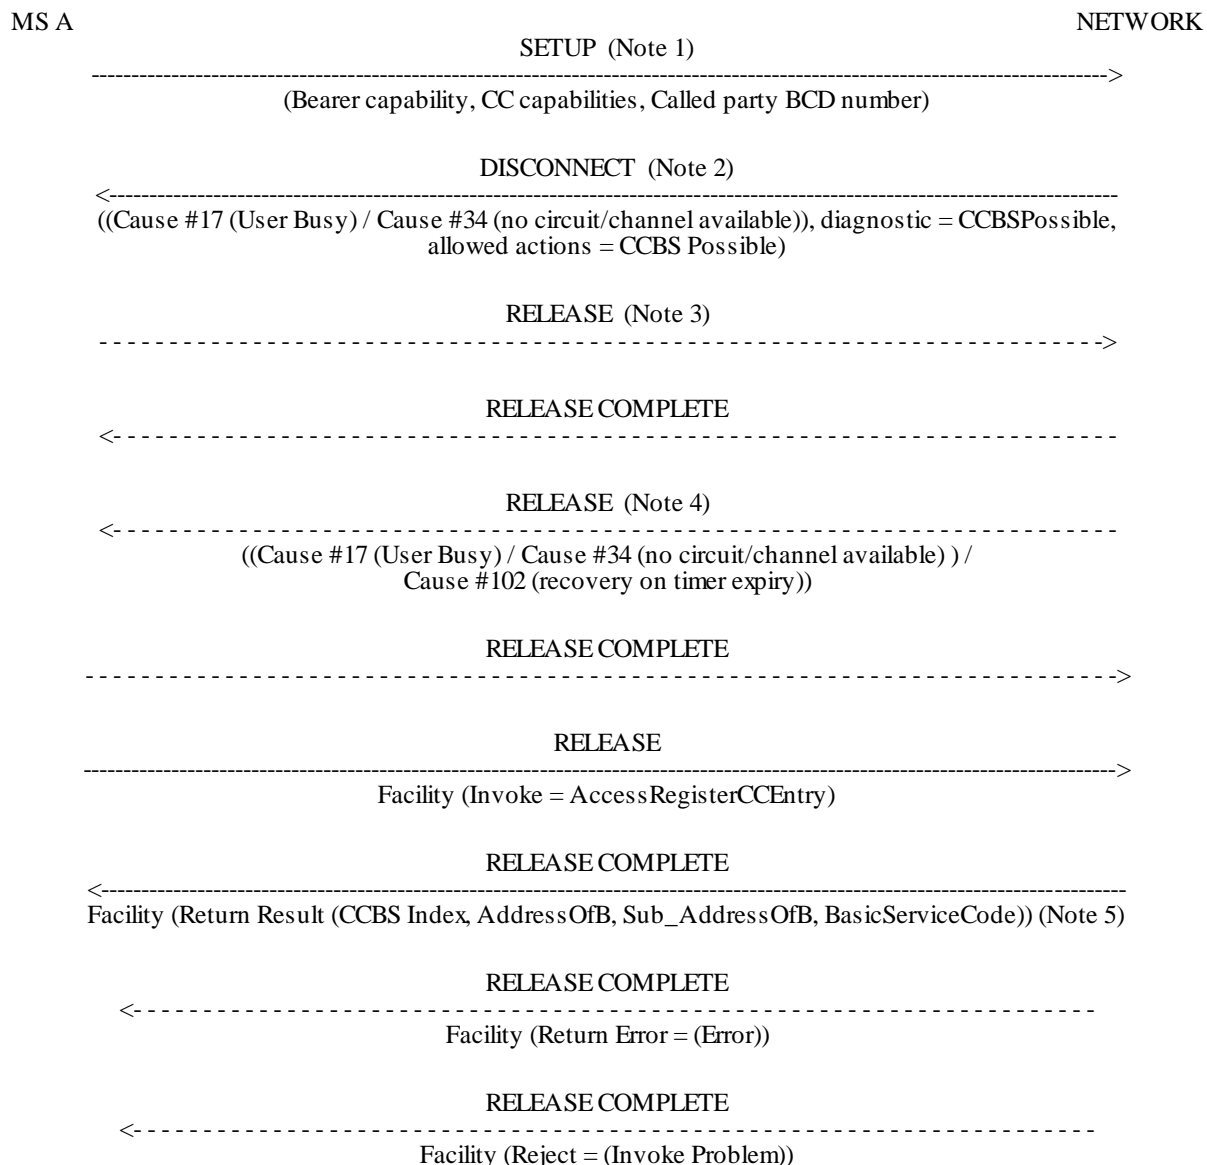 MS A NETWORK
SETUP (Note 1)
(Bearer capability, CC capabilities, Called party BCD number)
DISCONNECT (Note 2)
((Cause #17 (User Busy) / Cause #34 (no circuit/channel available)), diagnostic = CCBSPossible,
allowed actions = CCBS Possible)
RELEASE (Note 3)
RELEASE COMPLETE
RELEASE (Note 4)
((Cause #17 (User Busy) / Cause #34 (no circuit/channel available) ) /
Cause #102 (recovery on timer expiry))
RELEASE COMPLETE
RELEASE
Facility (Invoke = AccessRegisterCCEntry)
RELEASE COMPLETE
Facility (Return Result (CCBS Index, AddressOfB, Sub_AddressOfB, BasicServiceCode)) (Note 5)
RELEASE COMPLETE
Facility (Return Error = (Error))
RELEASE COMPLETE
Facility (Reject = (Invoke Problem))